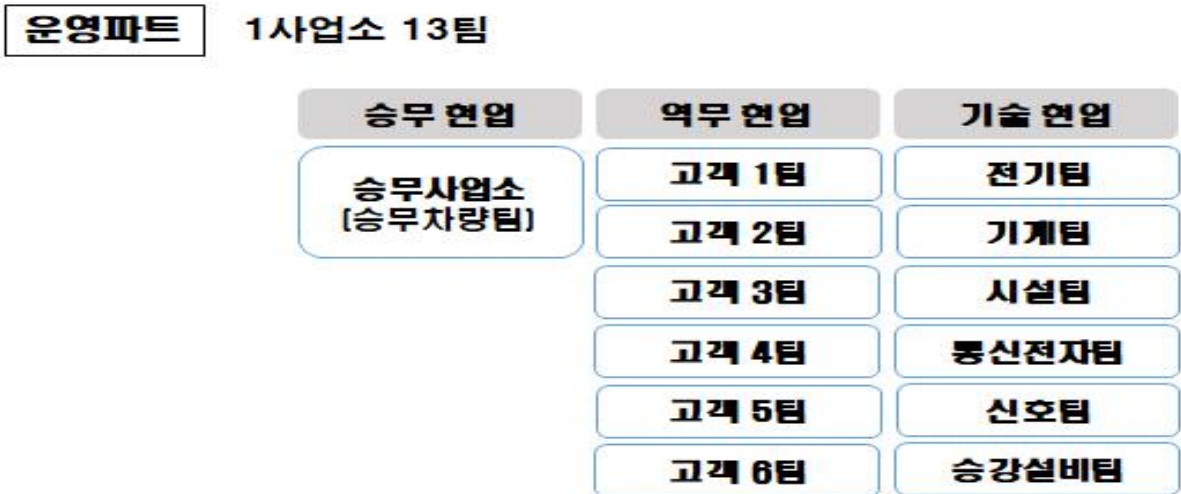 운영파트 1사업소 13팀
승무 현업 역무 현업 기술 현업
승무사업소
(승무차량팀)
고객 1팀 전기팀
고객 2팀 기계팀
고객 3팀 시설팀
고객 4팀 통신전자팀
고객 5팀 신호팀
고객 6팀 승강설비팀